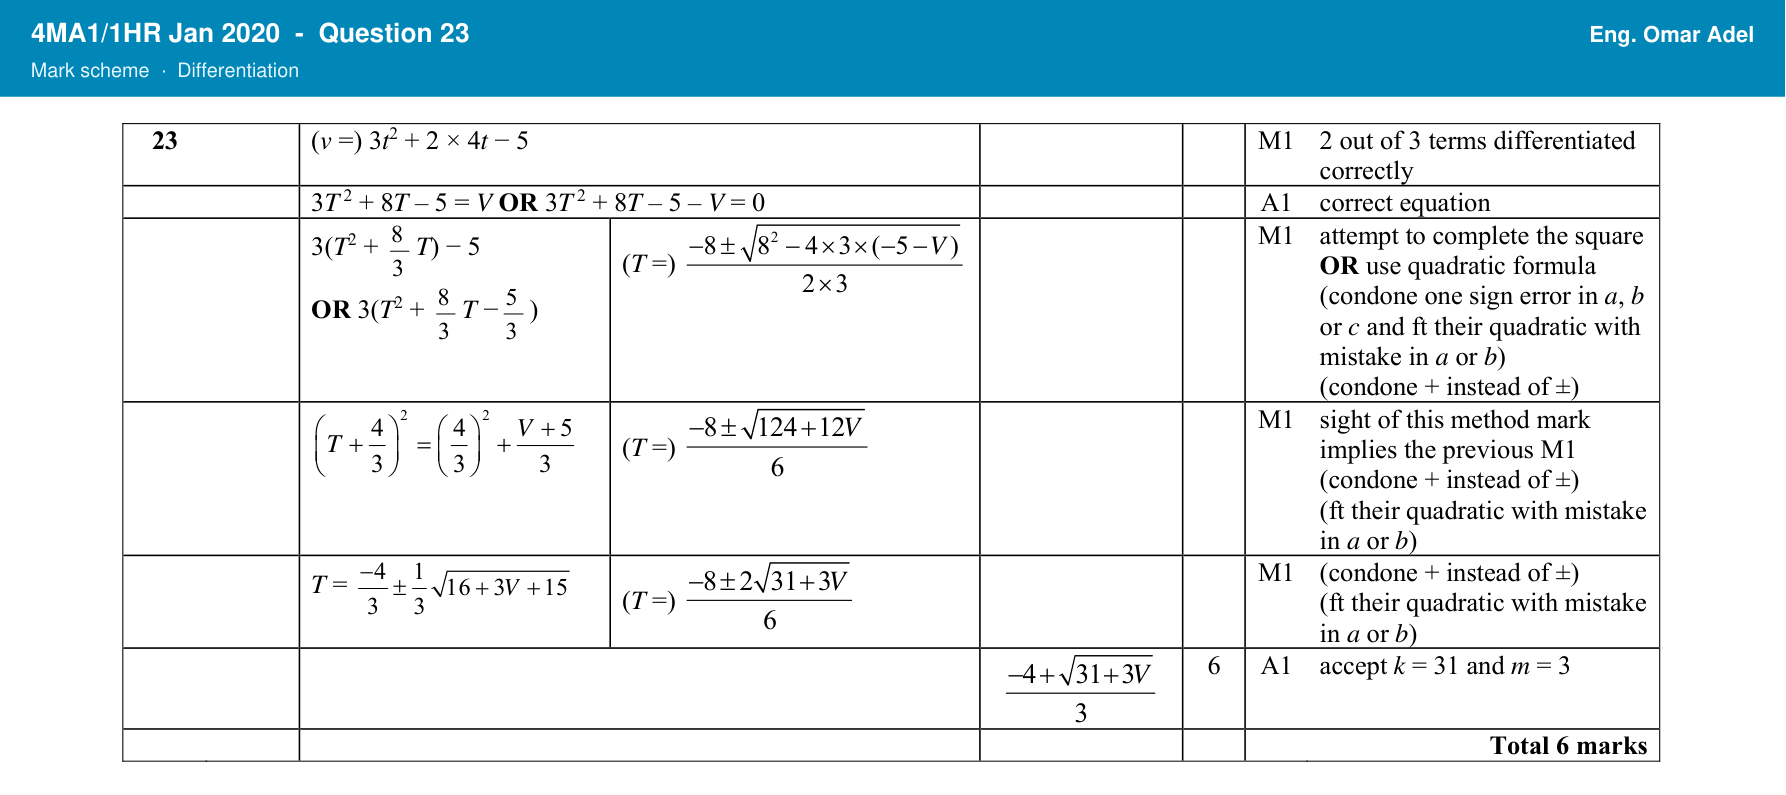 4MA1/1HR Jan 2020 - Question 23
Eng. Omar Adel
Mark scheme · Differentiation
23
(v =) 3t² + 2 × 4t − 5
M1 2 out of 3 terms differentiated
correctly
3T² + 8T – 5 = V OR 3T² + 8T – 5 – V = 0
A1 correct equation
3(T² + 8/3 T) − 5
OR 3(T² + 8/3 T − 5/3)
(T =) (−8 ± √(8² − 4×3×(−5−V)))/(2×3)
M1 attempt to complete the square
OR use quadratic formula
(condone one sign error in a, b
or c and ft their quadratic with
mistake in a or b)
(condone + instead of ±)
(T + 4/3)² = (4/3)² + (V + 5)/3
(T =) (−8 ± √(124+12V))/6
M1 sight of this method mark
implies the previous M1
(condone + instead of ±)
(ft their quadratic with mistake
in a or b)
T = −4/3 ± 1/3 √(16 + 3V + 15)
(T =) (−8 ± 2√(31+3V))/6
M1 (condone + instead of ±)
(ft their quadratic with mistake
in a or b)
(−4+√(31+3V))/3
6
A1 accept k = 31 and m = 3
Total 6 marks